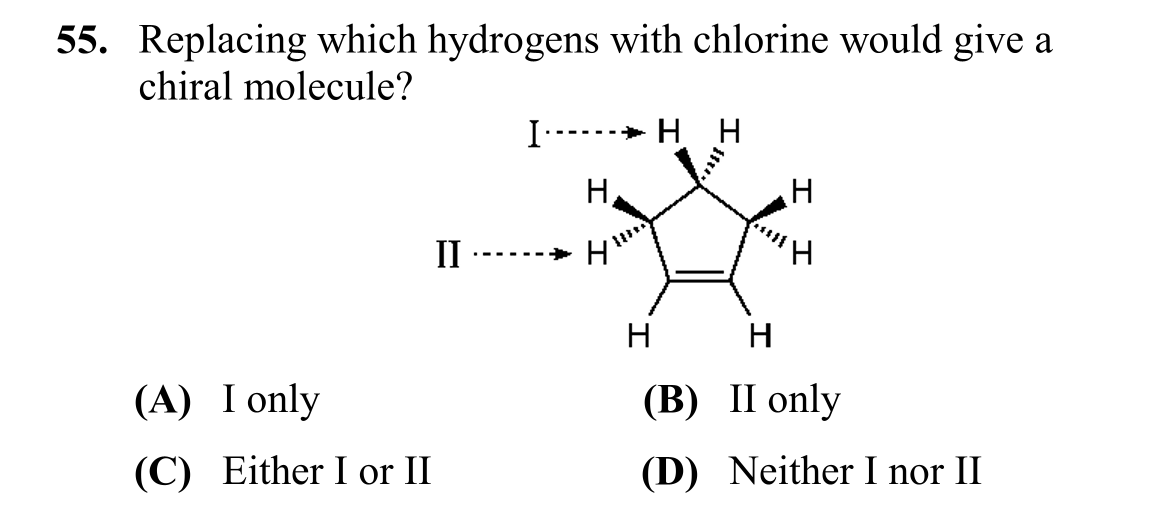 55. Replacing which hydrogens with chlorine would give a
chiral molecule?
I H H
H H
II H H
H H
(A) I only (B) II only
(C) Either I or II (D) Neither I nor II